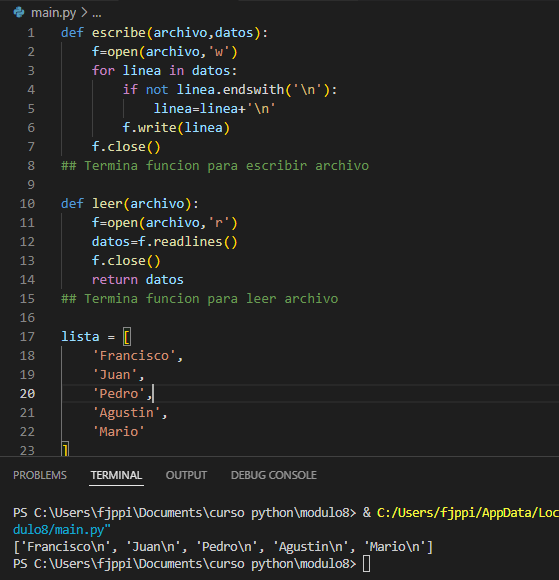 main.py > ...
1 def escribe(archivo,datos):
2     f=open(archivo,'w')
3     for linea in datos:
4         if not linea.endswith('\n'):
5             linea=linea+'\n'
6         f.write(linea)
7     f.close()
8 ## Termina funcion para escribir archivo
9
10 def leer(archivo):
11     f=open(archivo,'r')
12     datos=f.readlines()
13     f.close()
14     return datos
15 ## Termina funcion para leer archivo
16
17 lista = [
18     'Francisco',
19     'Juan',
20     'Pedro',
21     'Agustin',
22     'Mario'
23 ]
PROBLEMS TERMINAL OUTPUT DEBUG CONSOLE
PS C:\Users\fjppi\Documents\curso python\modulo8> & C:/Users/fjppi/AppData/Loc
dulo8/main.py"
['Francisco\n', 'Juan\n', 'Pedro\n', 'Agustin\n', 'Mario\n']
PS C:\Users\fjppi\Documents\curso python\modulo8>